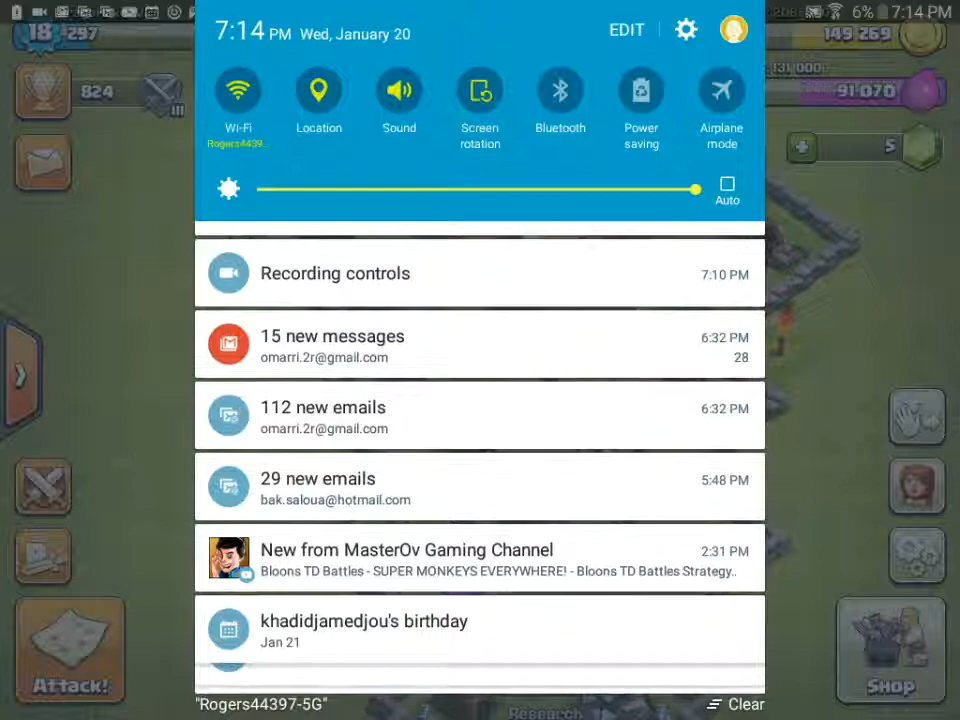 6% 7:14 PM
7:14 PM Wed, January 20
EDIT
18 297
149 269
131 000
824
91 070
Wi-Fi
Rogers4439..
Location
Sound
Screen
rotation
Bluetooth
Power
saving
Airplane
mode
5
Auto
Recording controls
7:10 PM
15 new messages
6:32 PM
omarri.2r@gmail.com
28
112 new emails
6:32 PM
omarri.2r@gmail.com
29 new emails
5:48 PM
bak.saloua@hotmail.com
New from MasterOv Gaming Channel
2:31 PM
Bloons TD Battles - SUPER MONKEYS EVERYWHERE! - Bloons TD Battles Strategy..
khadidjamedjou's birthday
Jan 21
Attack!
Shop
"Rogers44397-5G"
Clear
Research